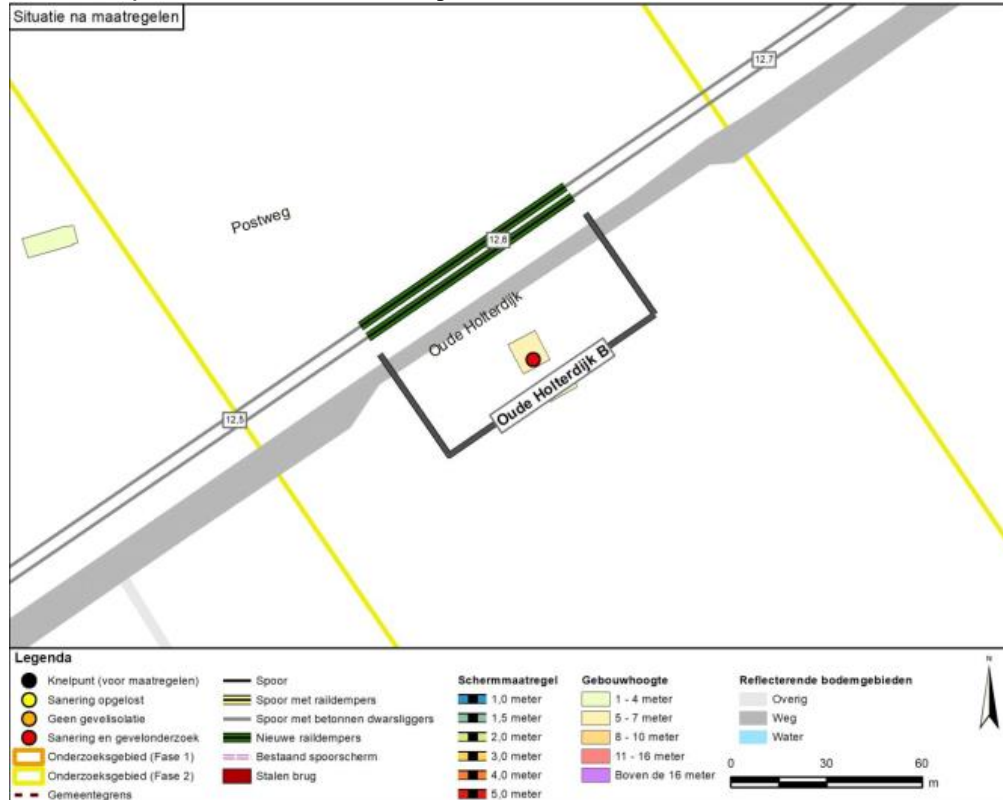 Situatie na maatregelen
12,7
Postweg
12,6
Oude Holterdijk
Oude Holterdijk B
12,5
Legenda
Knelpunt (voor maatregelen)
Sanering opgelost
Geen gevelisolatie
Sanering en gevelonderzoek
Onderzoeksgebied (Fase 1)
Onderzoeksgebied (Fase 2)
Gemeentegrens
Spoor
Spoor met raildempers
Spoor met betonnen dwarsliggers
Nieuwe raildempers
Bestaand spoorscherm
Stalen brug
Schermmaatregel
1,0 meter
1,5 meter
2,0 meter
3,0 meter
4,0 meter
5,0 meter
Gebouwhoogte
1 - 4 meter
5 - 7 meter
8 - 10 meter
11 - 16 meter
Boven de 16 meter
Reflecterende bodemgebieden
Overig
Weg
Water
N
0 30 60
m